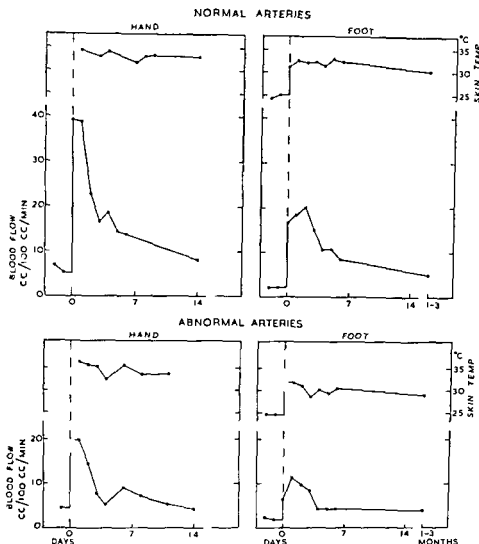 NORMAL ARTERIES
HAND
FOOT
°C
35
30
25
SKIN TEMP
40
30
20
10
0
BLOOD FLOW
CC/100 CC/MIN
0 7 14
0 7 14 1-3
ABNORMAL ARTERIES
HAND
FOOT
°C
35
30
25
SKIN TEMP
20
10
0
BLOOD FLOW
CC/100 CC/MIN
0 7 14
DAYS
0 7 14 1-3
DAYS MONTHS